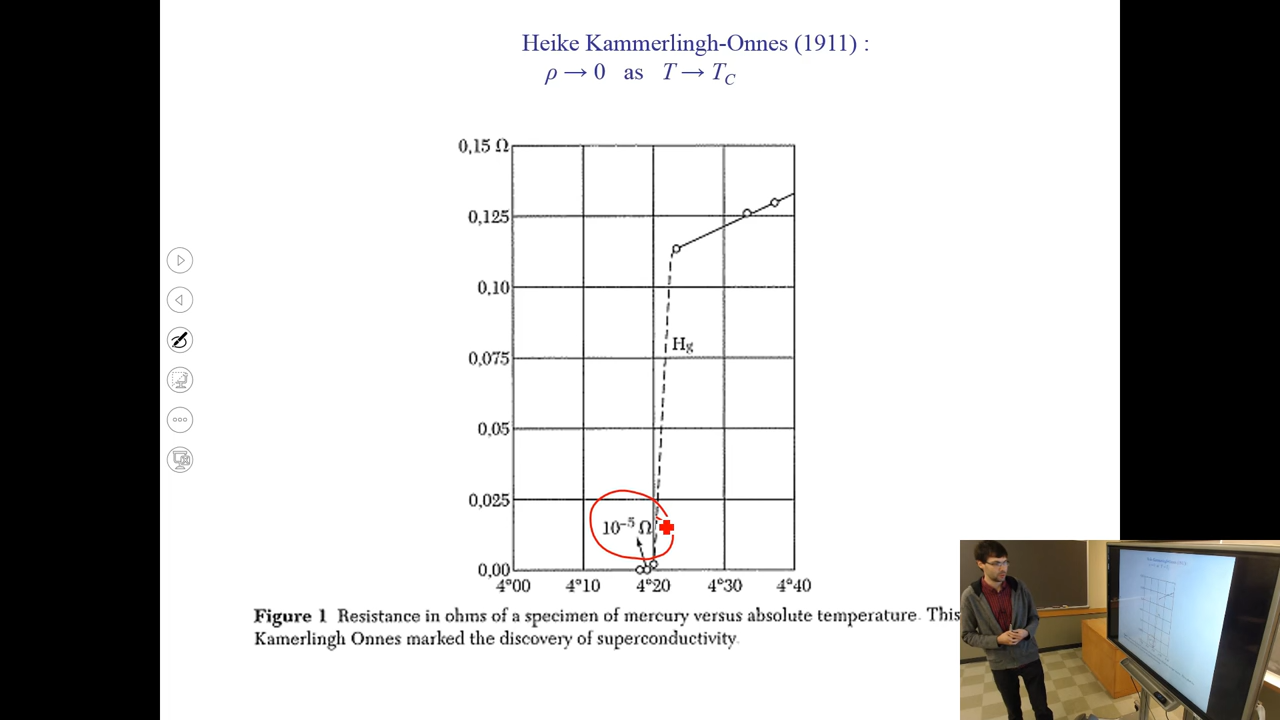 Heike Kammerlingh-Onnes (1911) :
ρ → 0 as T → T_C
0,15 Ω
0,125
0,10
Hg
0,075
0,05
0,025
10⁻⁵ Ω
0,00
4°00 4°10 4°20 4°30 4°40
Figure 1 Resistance in ohms of a specimen of mercury versus absolute temperature. This
Kamerlingh Onnes marked the discovery of superconductivity.